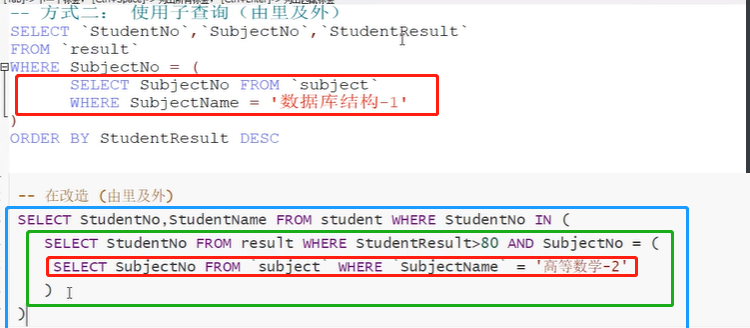 -- 方式二： 使用子查询（由里及外）
SELECT `StudentNo`,`SubjectNo`,`StudentResult`
FROM `result`
WHERE SubjectNo = (
SELECT SubjectNo FROM `subject`
WHERE SubjectName = '数据库结构-1'
)
ORDER BY StudentResult DESC
-- 在改造 (由里及外)
SELECT StudentNo,StudentName FROM student WHERE StudentNo IN (
SELECT StudentNo FROM result WHERE StudentResult>80 AND SubjectNo = (
SELECT SubjectNo FROM `subject` WHERE `SubjectName` = '高等数学-2'
)
)